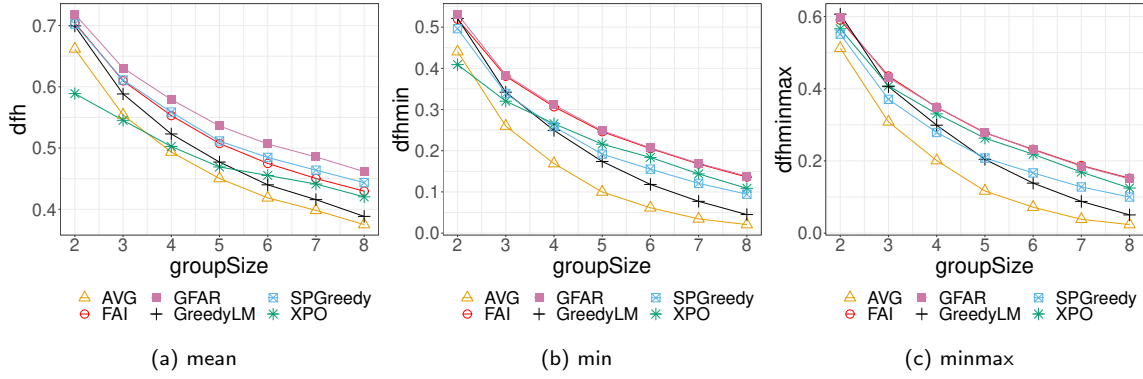 0.7
0.6
0.5
0.4
dfh
2 3 4 5 6 7 8
groupSize
AVG GFAR SPGreedy
FAI GreedyLM XPO
(a) mean
0.5
0.4
0.3
0.2
0.1
0.0
dfhmin
2 3 4 5 6 7 8
groupSize
AVG GFAR SPGreedy
FAI GreedyLM XPO
(b) min
0.6
0.4
0.2
0.0
dfhminmax
2 3 4 5 6 7 8
groupSize
AVG GFAR SPGreedy
FAI GreedyLM XPO
(c) minmax